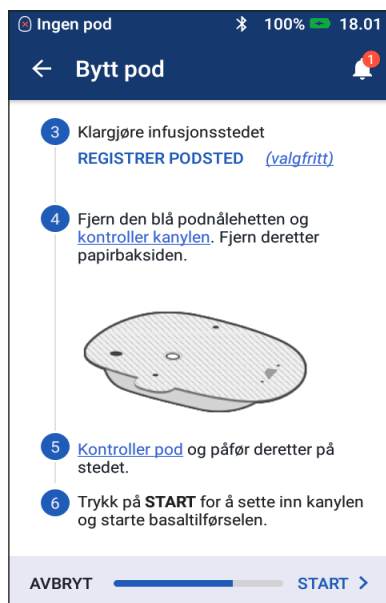 Ingen pod 100% 18.01
Bytt pod
1
3 Klargjøre infusjonsstedet
REGISTRER PODSTED (valgfritt)
4 Fjern den blå podnålehetten og
kontroller kanylen. Fjern deretter
papirbaksiden.
5 Kontroller pod og påfør deretter på
stedet.
6 Trykk på START for å sette inn kanylen
og starte basaltilførselen.
AVBRYT START